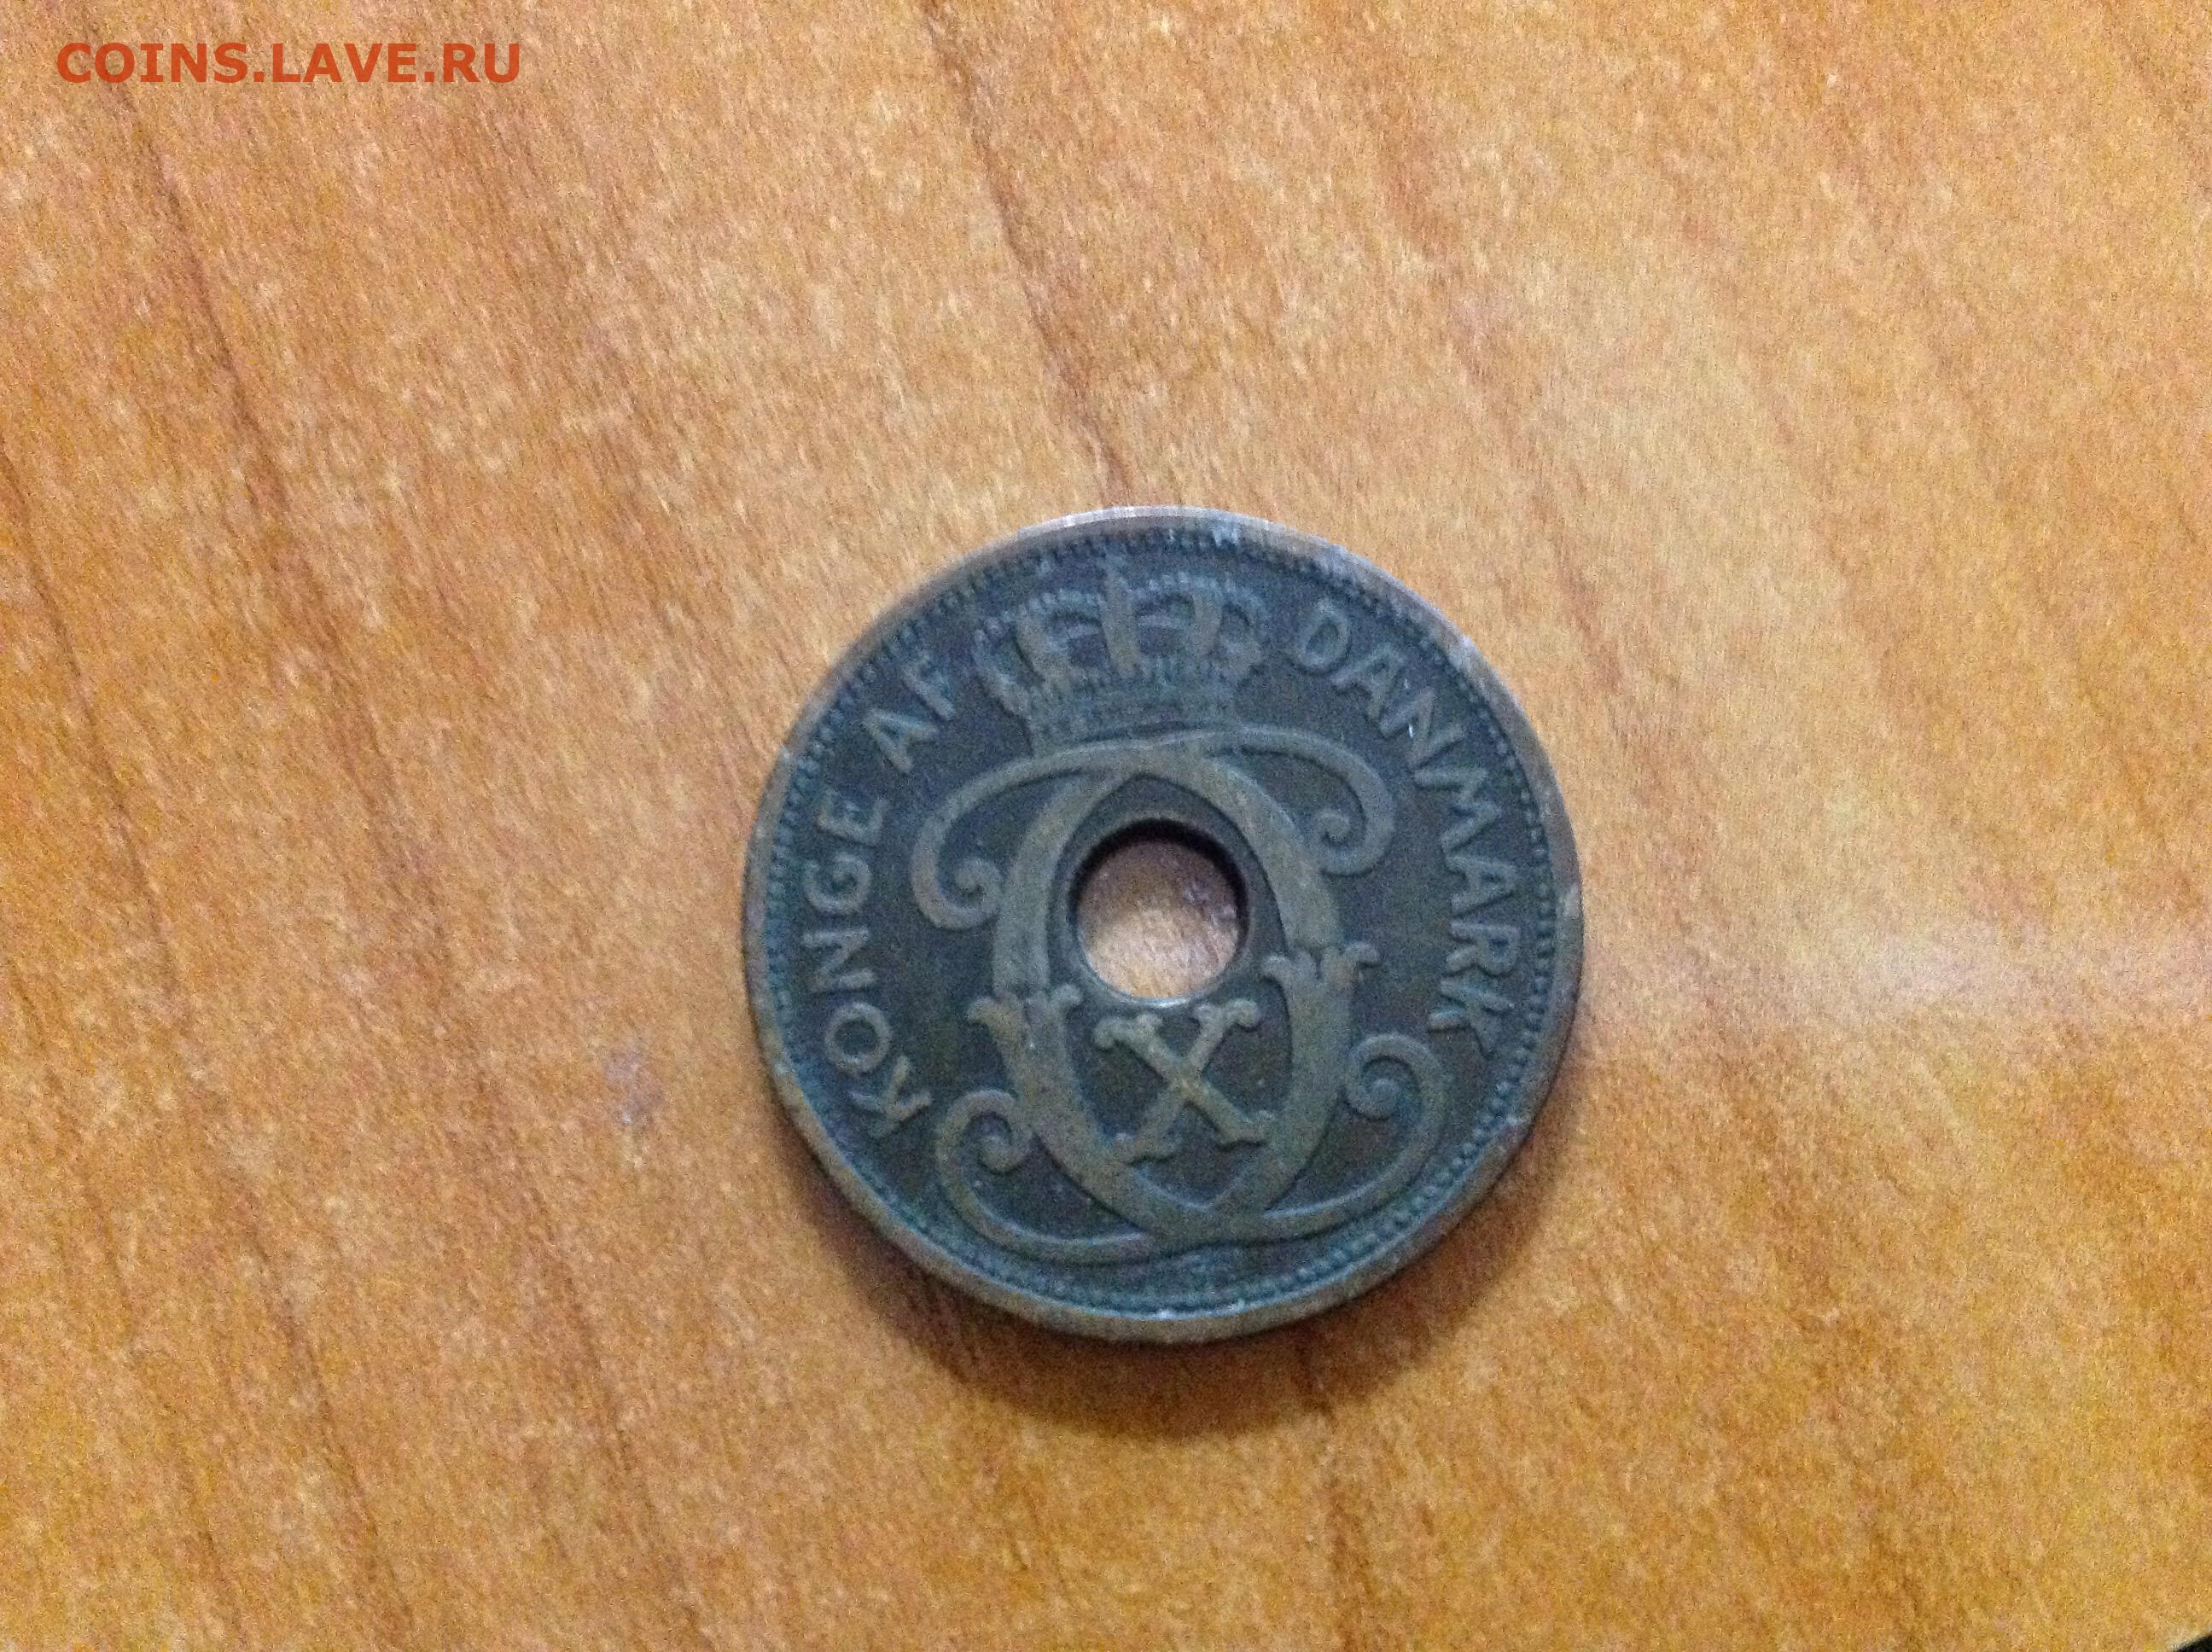 COINS.LAVE.RU
KONGE AF DANMARK
X